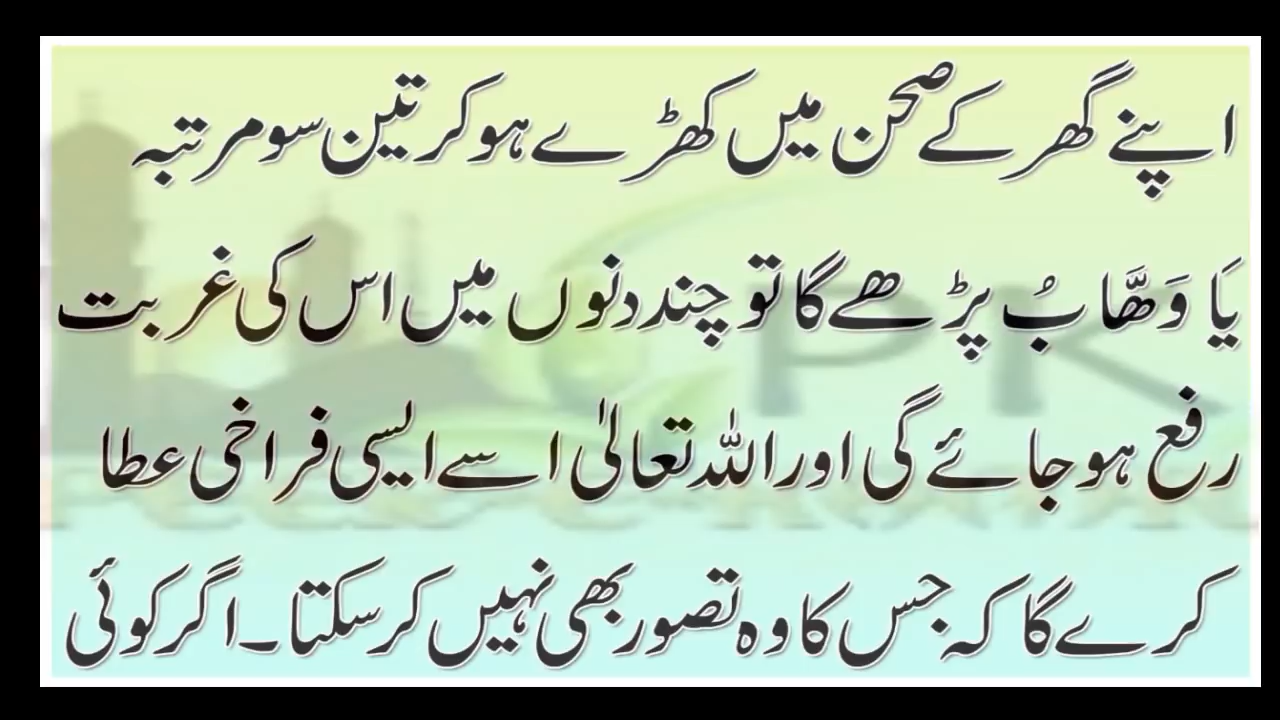 اپنے گھر کے صحن میں کھڑے ہو کر تین سو مرتبہ
یَا وَھَّابُ پڑھے گا تو چند دنوں میں اس کی غربت
رفع ہو جائے گی اور اللہ تعالیٰ اسے ایسی فراخی عطا
کرے گا کہ جس کا وہ تصور بھی نہیں کر سکتا۔ اگر کوئی
PK